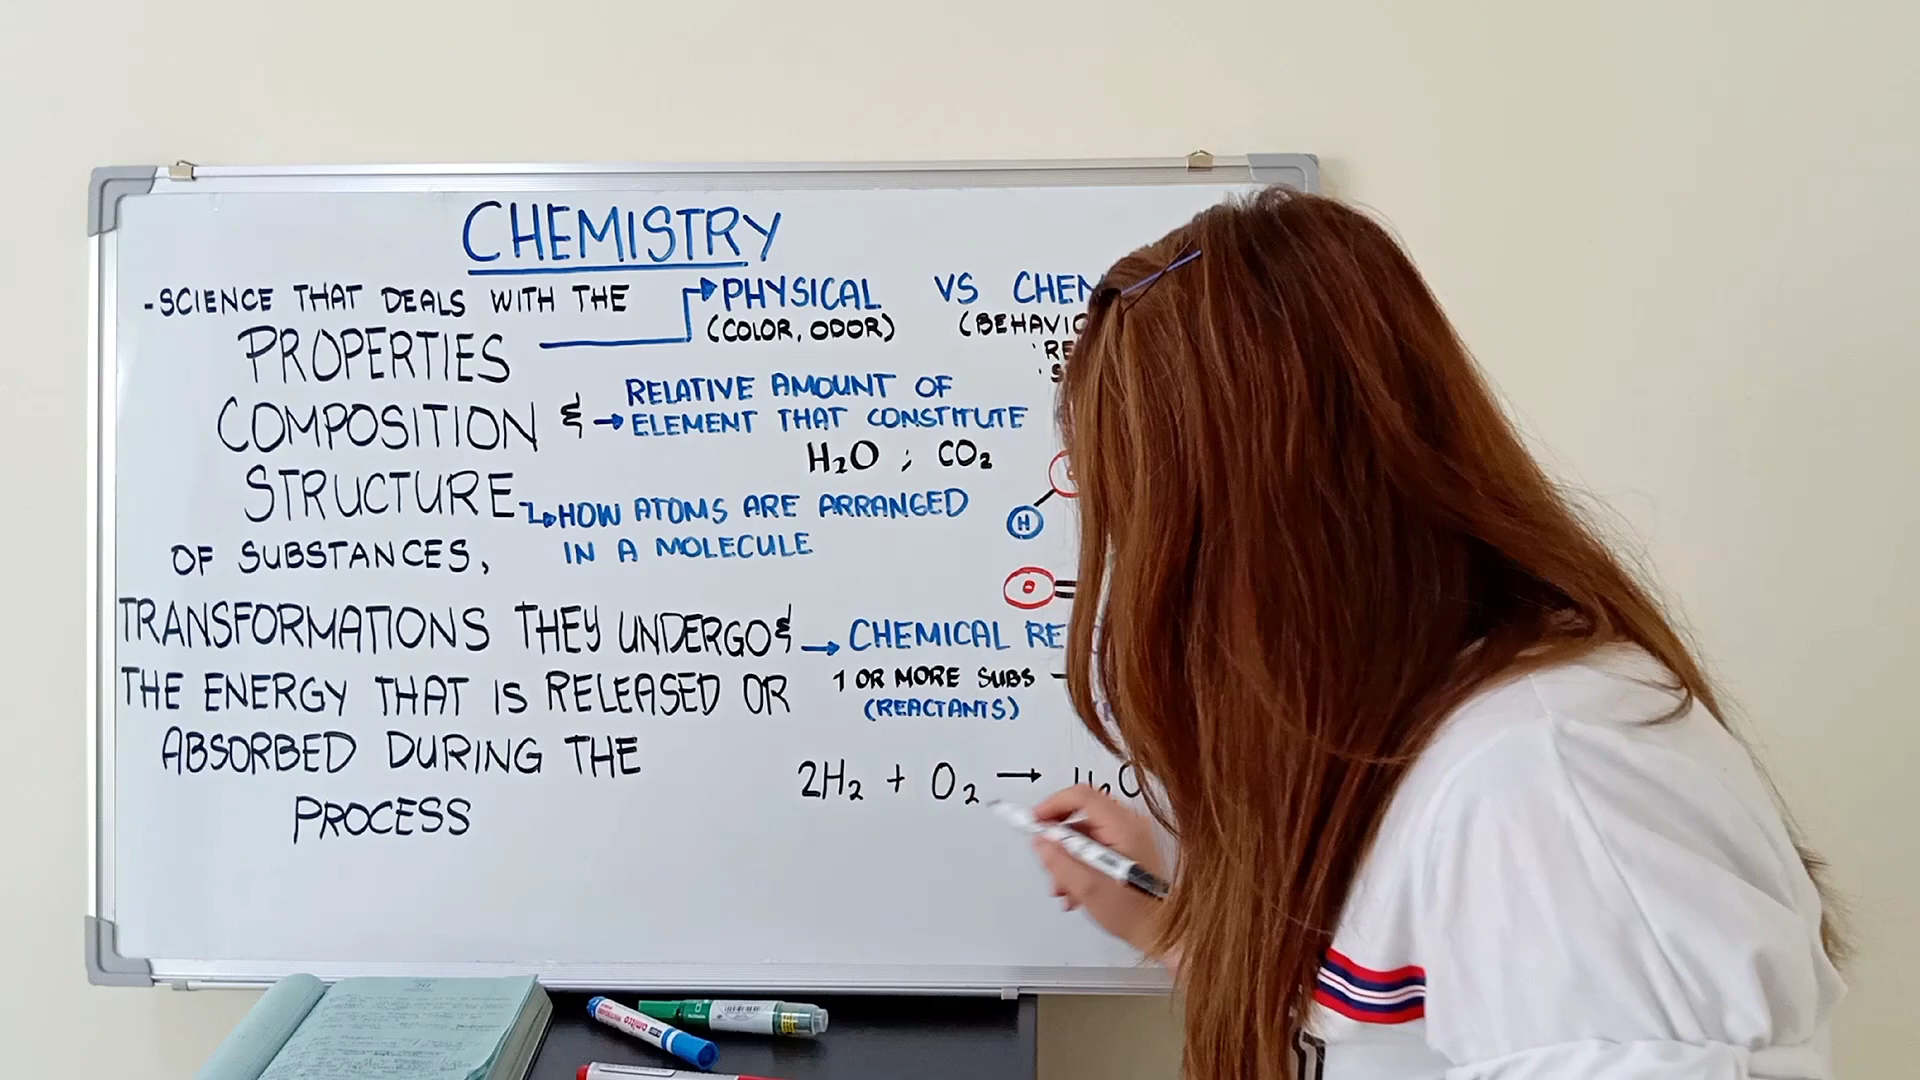 CHEMISTRY
-SCIENCE THAT DEALS WITH THE
PROPERTIES
COMPOSITION &
STRUCTURE
OF SUBSTANCES,
TRANSFORMATIONS THEY UNDERGO &
THE ENERGY THAT IS RELEASED OR
ABSORBED DURING THE
PROCESS
PHYSICAL VS
(COLOR, ODOR)
RELATIVE AMOUNT OF
→ ELEMENT THAT CONSTITUTE
H₂O ; CO₂
HOW ATOMS ARE ARRANGED
IN A MOLECULE
H
O
→ CHEMICAL
1 OR MORE SUBS
(REACTANTS)
2H₂ + O₂ → H₂O